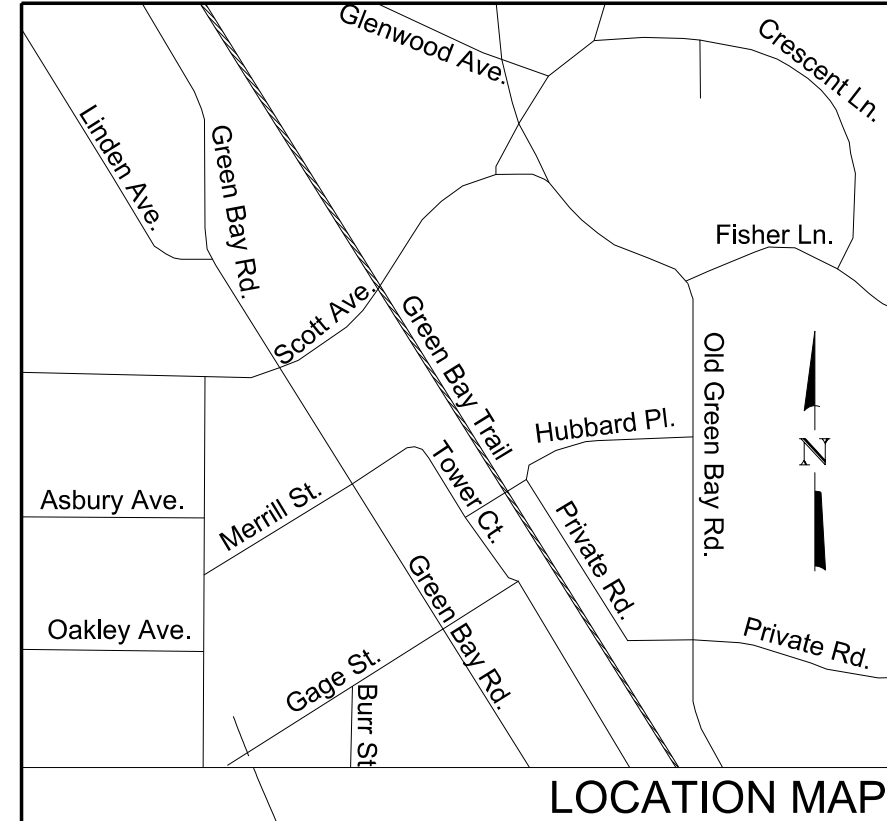 Glenwood Ave.
Crescent Ln.
Linden Ave.
Green Bay Rd.
Fisher Ln.
Scott Ave.
Green Bay Trail
Old Green Bay Rd.
Hubbard Pl.
N
Tower Ct.
Asbury Ave.
Merrill St.
Private Rd.
Green Bay Rd.
Oakley Ave.
Private Rd.
Gage St.
Burr St
LOCATION MAP